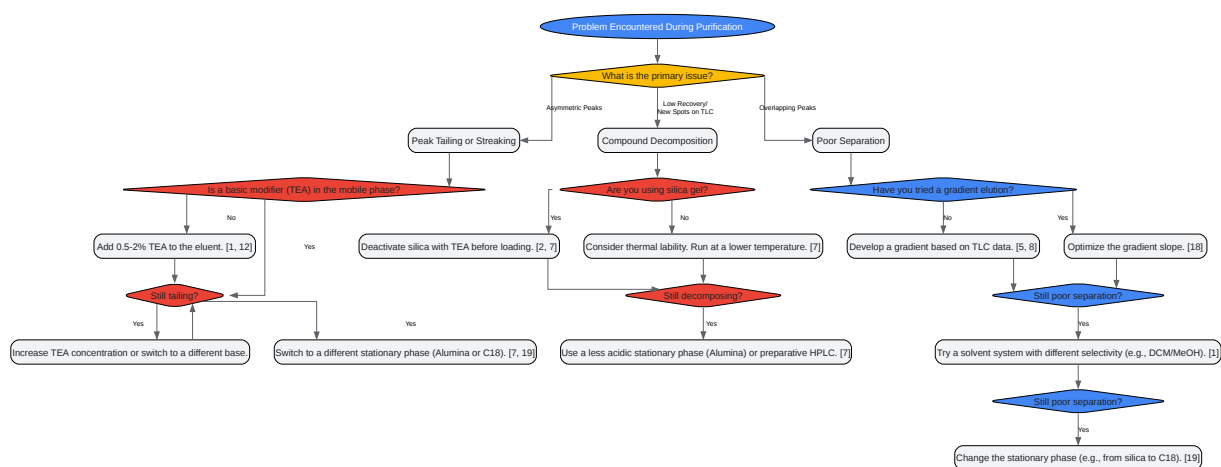 Problem Encountered During Purification
What is the primary issue?
Asymmetric Peaks
Low Recovery/
New Spots on TLC
Overlapping Peaks
Peak Tailing or Streaking
Compound Decomposition
Poor Separation
Is a basic modifier (TEA) in the mobile phase?
Are you using silica gel?
Have you tried a gradient elution?
No
Yes
Yes
No
No
Yes
Add 0.5-2% TEA to the eluent. [1, 12]
Deactivate silica with TEA before loading. [2, 7]
Consider thermal lability. Run at a lower temperature. [7]
Develop a gradient based on TLC data. [5, 8]
Optimize the gradient slope. [18]
Still tailing?
Still decomposing?
Still poor separation?
Yes
Yes
Yes
Yes
Increase TEA concentration or switch to a different base.
Switch to a different stationary phase (Alumina or C18). [7, 19]
Use a less acidic stationary phase (Alumina) or preparative HPLC. [7]
Try a solvent system with different selectivity (e.g., DCM/MeOH). [1]
Still poor separation?
Yes
Change the stationary phase (e.g., from silica to C18). [19]